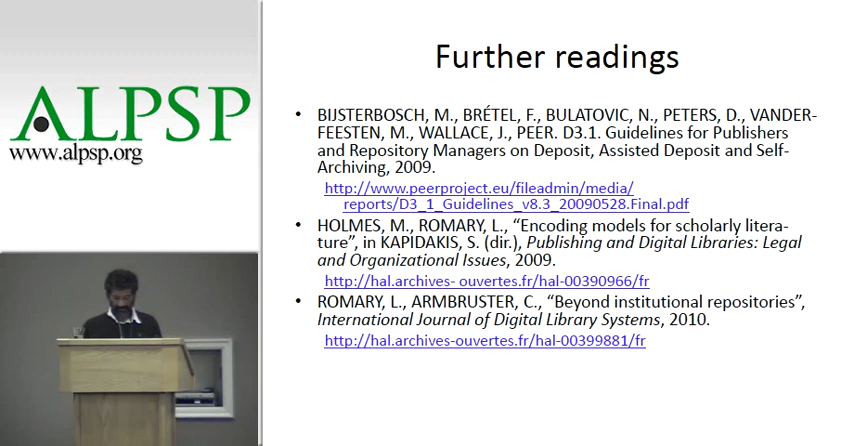 ALPSP
www.alpsp.org
Further readings
• BIJSTERBOSCH, M., BRÉTEL, F., BULATOVIC, N., PETERS, D., VANDER-
FEESTEN, M., WALLACE, J., PEER. D3.1. Guidelines for Publishers
and Repository Managers on Deposit, Assisted Deposit and Self-
Archiving, 2009.
http://www.peerproject.eu/fileadmin/media/
reports/D3_1_Guidelines_v8.3_20090528.Final.pdf
• HOLMES, M., ROMARY, L., “Encoding models for scholarly litera-
ture”, in KAPIDAKIS, S. (dir.), Publishing and Digital Libraries: Legal
and Organizational Issues, 2009.
http://hal.archives- ouvertes.fr/hal-00390966/fr
• ROMARY, L., ARMBRUSTER, C., “Beyond institutional repositories”,
International Journal of Digital Library Systems, 2010.
http://hal.archives-ouvertes.fr/hal-00399881/fr